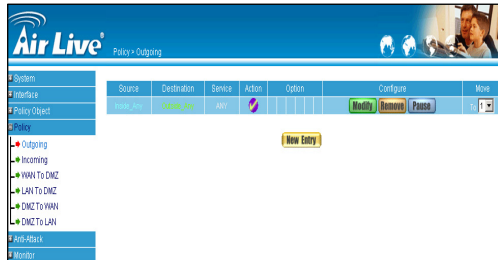 Air Live®
Policy > Outgoing
System
Interface
Policy Object
Policy
Outgoing
Incoming
WAN To DMZ
LAN To DMZ
DMZ To WAN
DMZ To LAN
Anti-Attack
Monitor
Source Destination Service Action Option Configure Move
Inside_Any Outside_Any ANY Modify Remove Pause To 1
New Entry